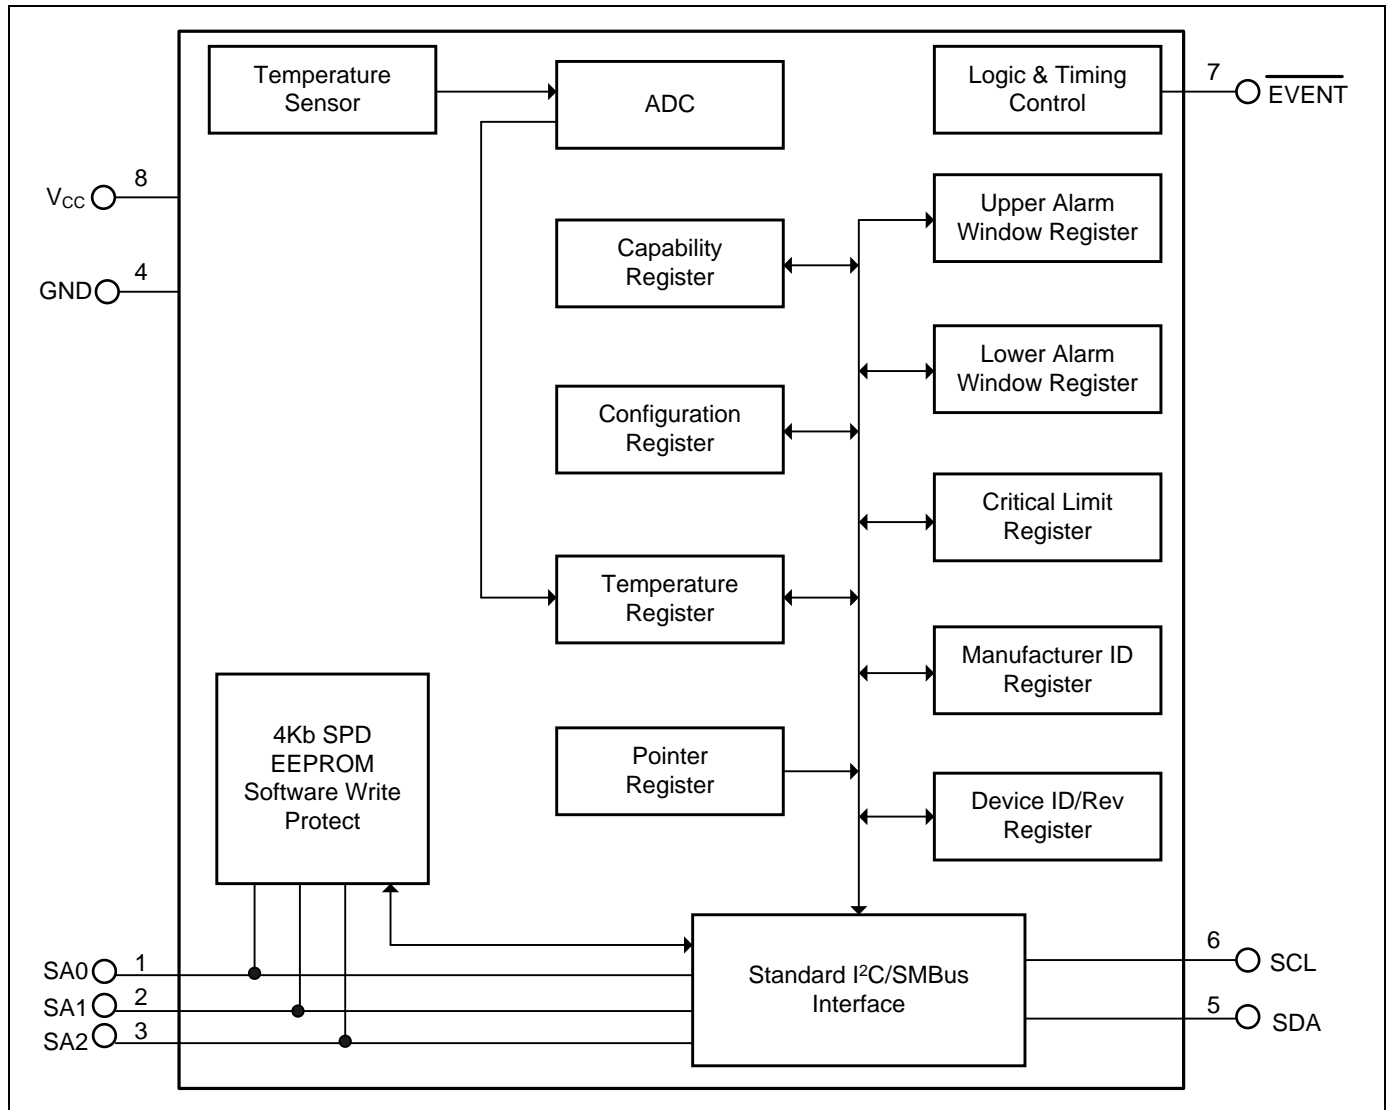 Temperature
Sensor
ADC
Logic & Timing
Control
7
EVENT
VCC
8
GND
4
Upper Alarm
Window Register
Capability
Register
Lower Alarm
Window Register
Configuration
Register
Critical Limit
Register
Temperature
Register
Manufacturer ID
Register
4Kb SPD
EEPROM
Software Write
Protect
Pointer
Register
Device ID/Rev
Register
SA0
1
SA1
2
SA2
3
Standard I²C/SMBus
Interface
6
SCL
5
SDA